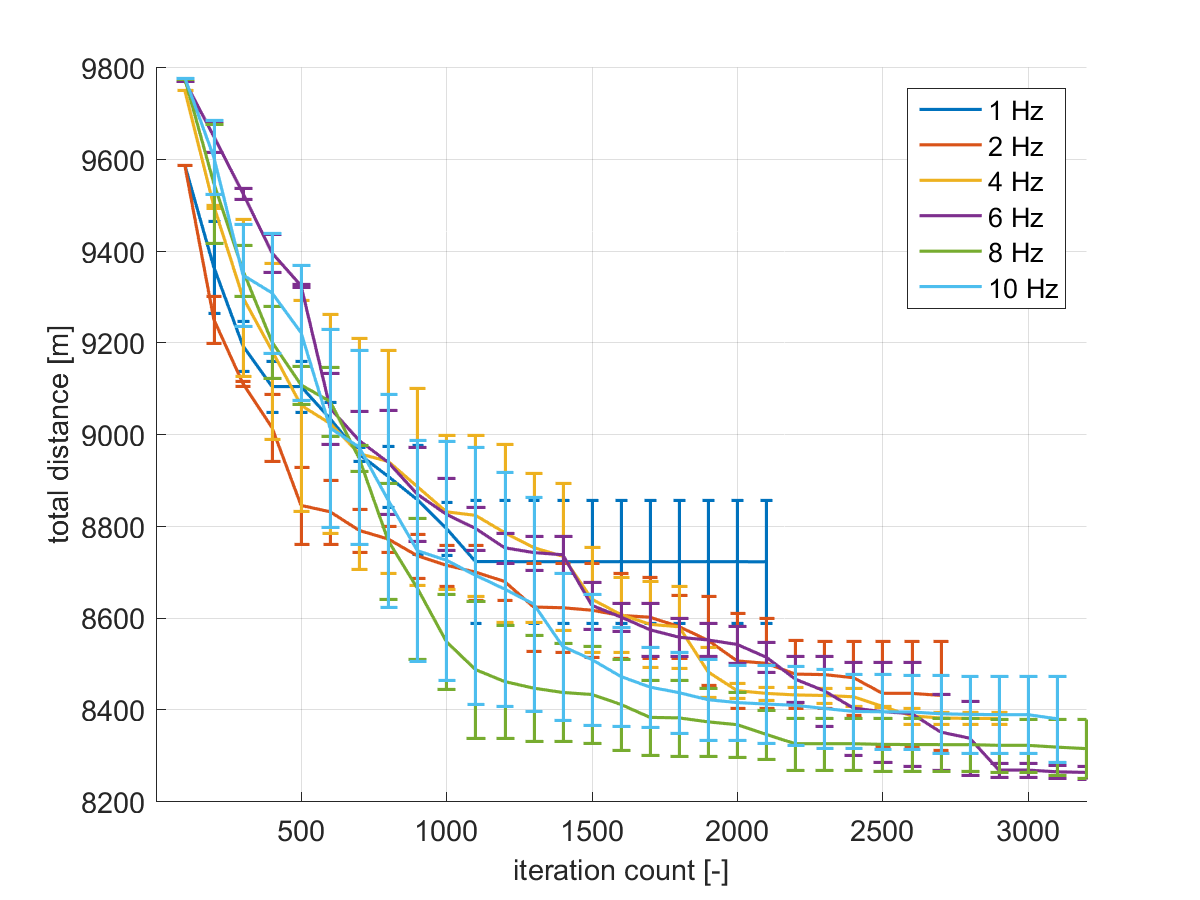 9800
9600
9400
9200
9000
8800
8600
8400
8200
total distance [m]
500 1000 1500 2000 2500 3000
iteration count [-]
1 Hz
2 Hz
4 Hz
6 Hz
8 Hz
10 Hz